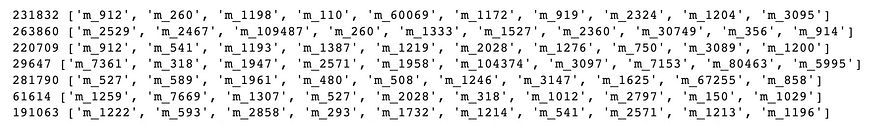 231832 ['m_912', 'm_260', 'm_1198', 'm_110', 'm_60069', 'm_1172', 'm_919', 'm_2324', 'm_1204', 'm_3095']
263860 ['m_2529', 'm_2467', 'm_109487', 'm_260', 'm_1333', 'm_1527', 'm_2360', 'm_30749', 'm_356', 'm_914']
220709 ['m_912', 'm_541', 'm_1193', 'm_1387', 'm_1219', 'm_2028', 'm_1276', 'm_750', 'm_3089', 'm_1200']
29647 ['m_7361', 'm_318', 'm_1947', 'm_2571', 'm_1958', 'm_104374', 'm_3097', 'm_7153', 'm_80463', 'm_5995']
281790 ['m_527', 'm_589', 'm_1961', 'm_480', 'm_508', 'm_1246', 'm_3147', 'm_1625', 'm_67255', 'm_858']
61614 ['m_1259', 'm_7669', 'm_1307', 'm_527', 'm_2028', 'm_318', 'm_1012', 'm_2797', 'm_150', 'm_1029']
191063 ['m_1222', 'm_593', 'm_2858', 'm_293', 'm_1732', 'm_1214', 'm_541', 'm_2571', 'm_1213', 'm_1196']